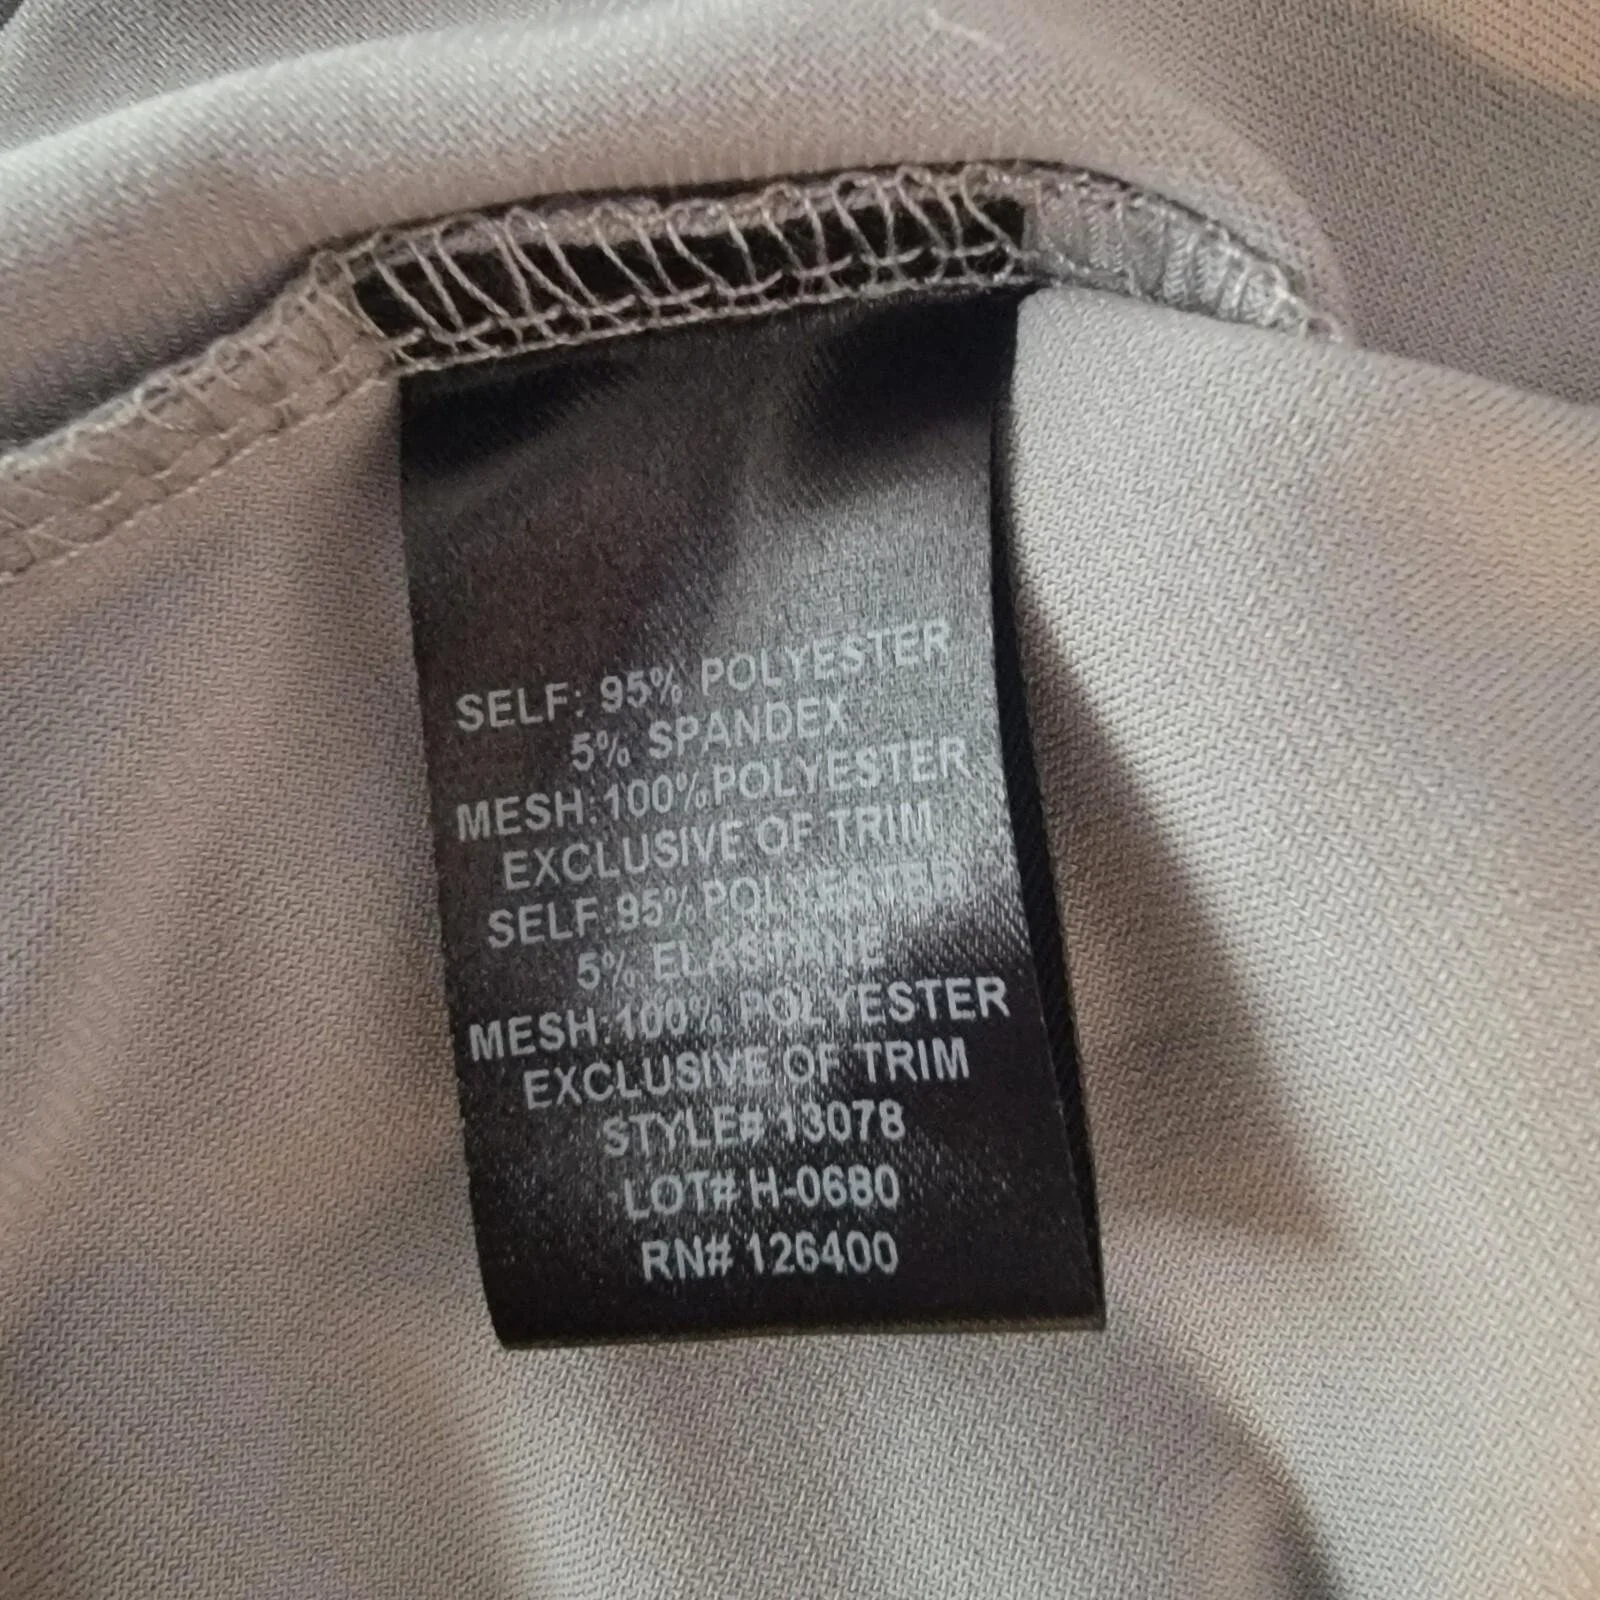 SELF: 95% POLYESTER
5% SPANDEX
MESH:100%POLYESTER
EXCLUSIVE OF TRIM
SELF:95% POLYESTER
5% ELASTANE
MESH:100% POLYESTER
EXCLUSIVE OF TRIM
STYLE# 13078
LOT# H-0680
RN# 126400